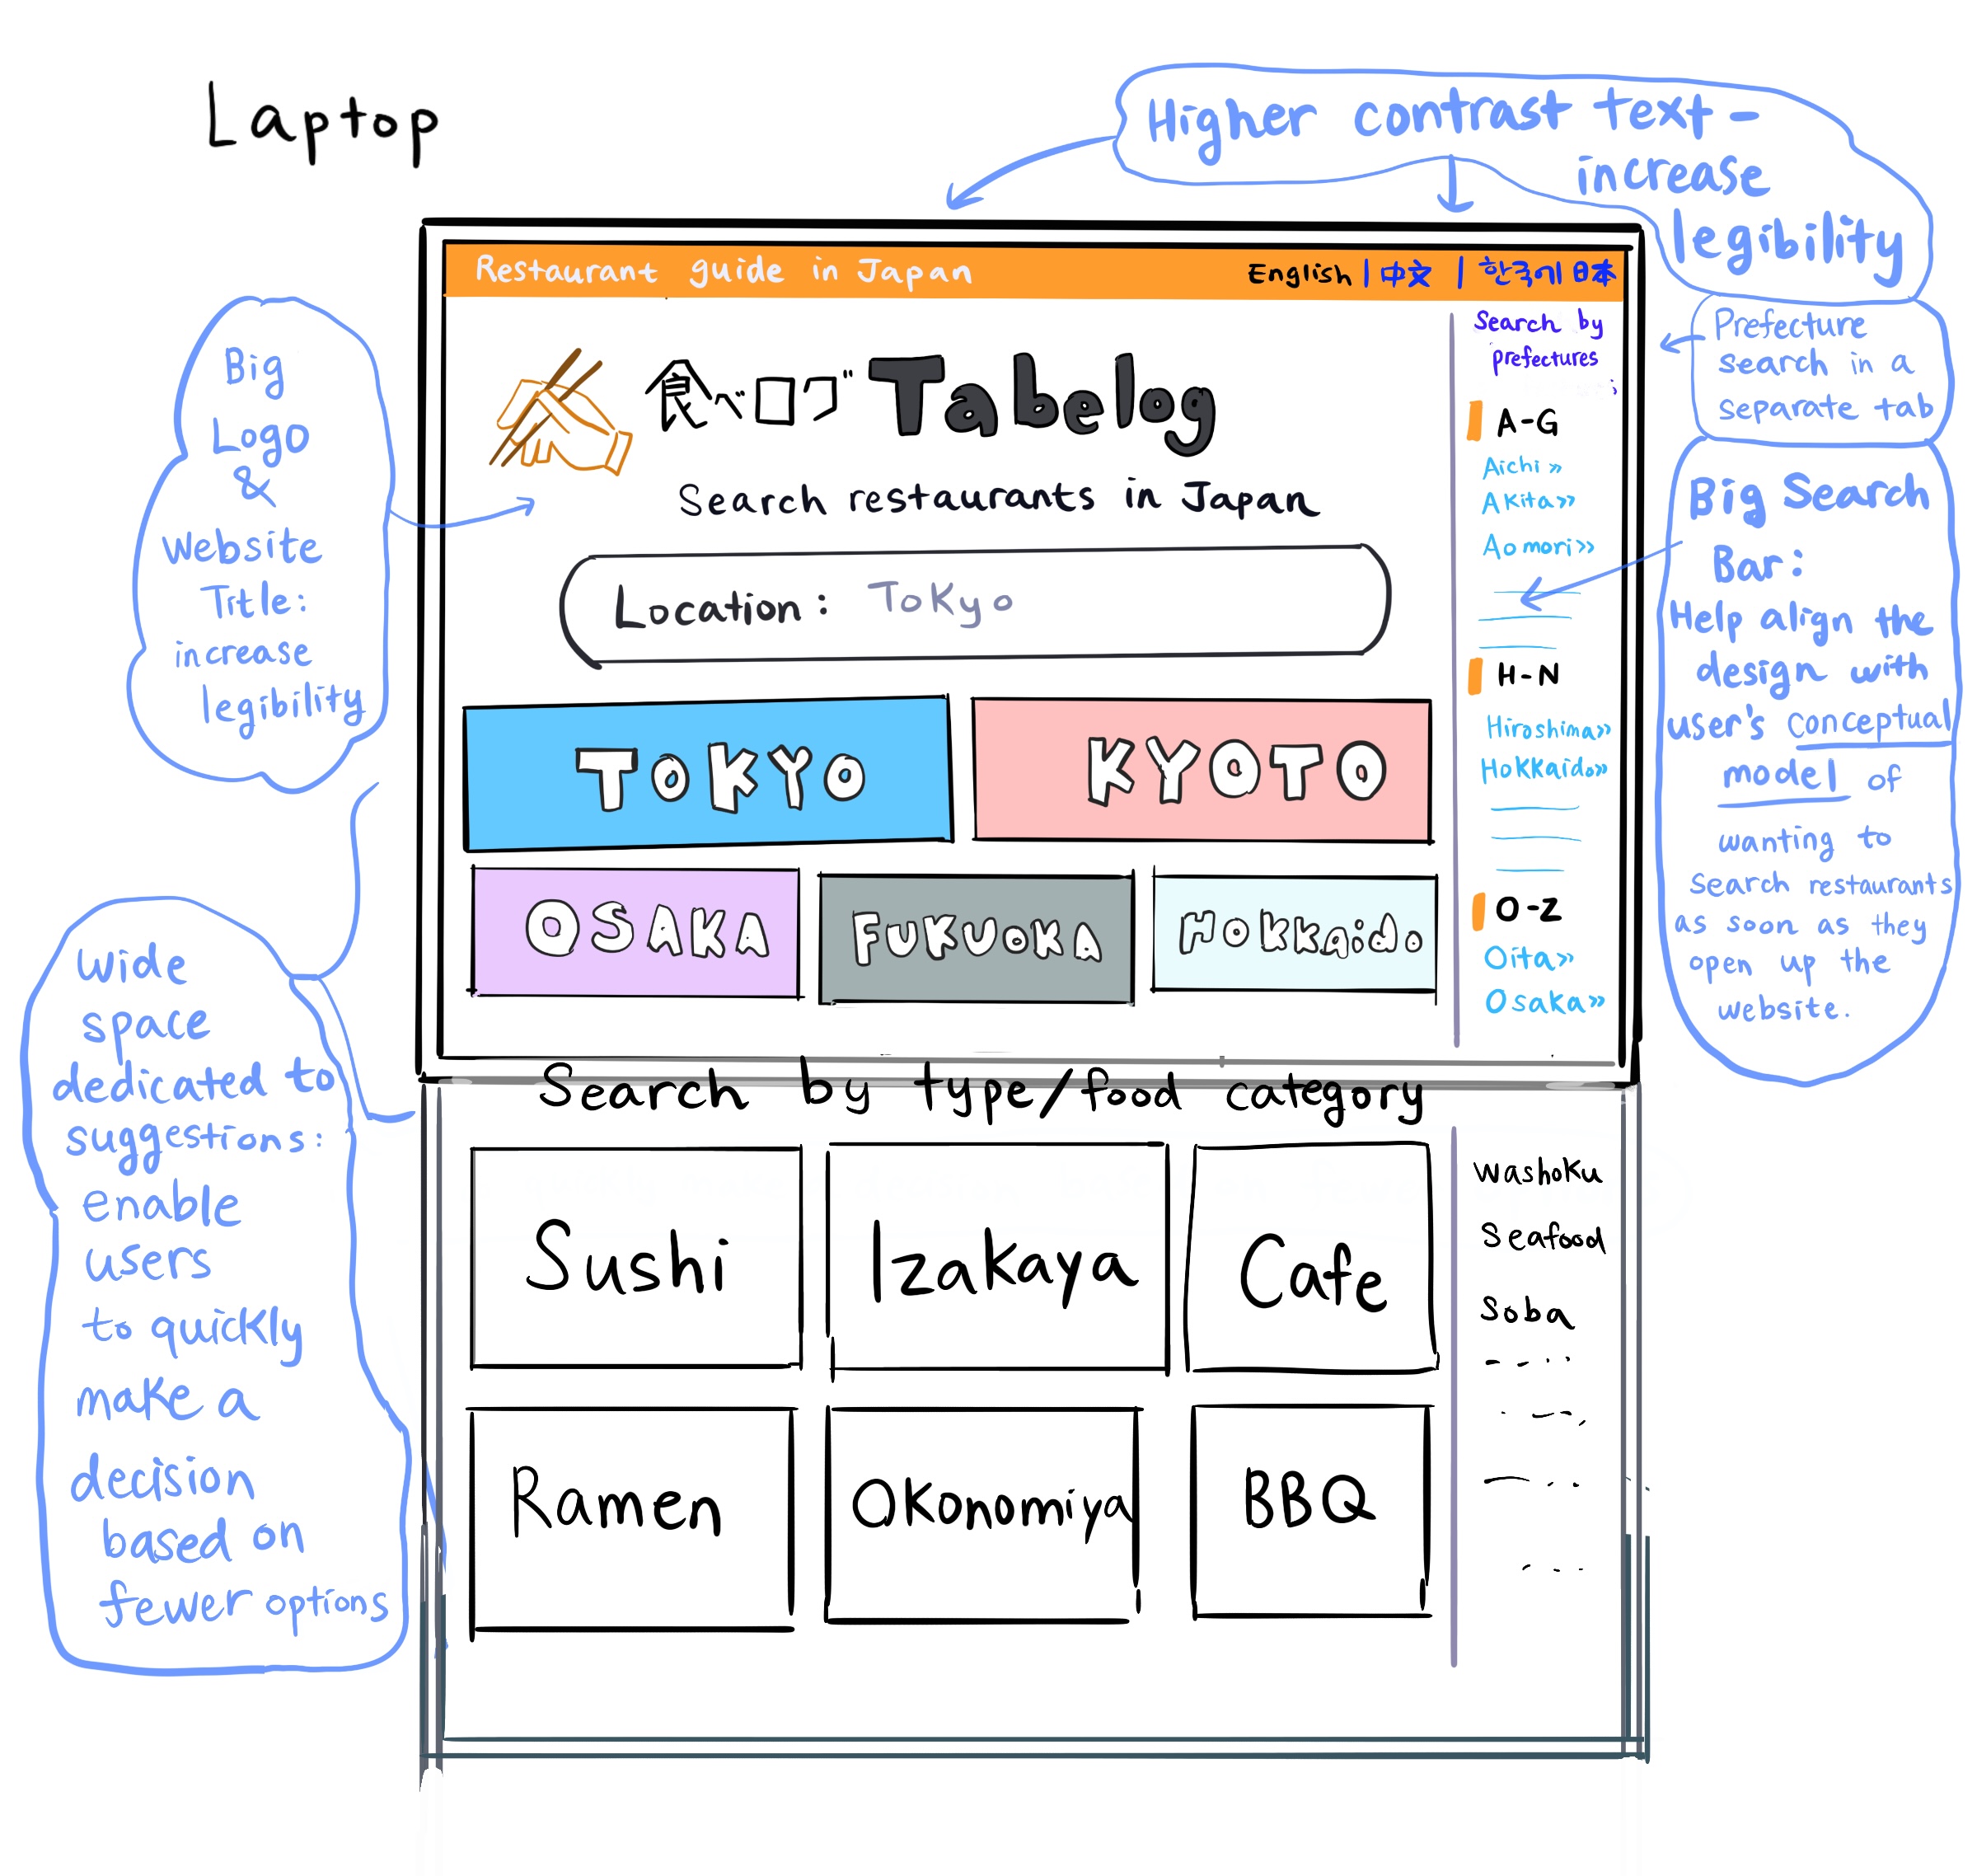 Laptop
Higher contrast text -
increase
legibility
Restaurant guide in Japan
English | 中文 | 한국어 日本
Big
Logo
&
Website
Title:
increase
legibility
食べログ Tabelog
Search restaurants in Japan
Location: Tokyo
TOKYO
KYOTO
OSAKA
FUKUOKA
Hokkaido
Search by
prefectures
A-G
Aichi »
Akita »
Aomori »
H-N
Hiroshima »
Hokkaido »
O-Z
Oita »
Osaka »
Prefecture
search in a
separate tab
Big Search
Bar:
Help align the
design with
user's conceptual
model of
wanting to
search restaurants
as soon as they
open up the
website.
Wide
space
dedicated to
suggestions:
enable
users
to quickly
make a
decision
based on
fewer options
Search by type/food category
Sushi
Izakaya
Cafe
Ramen
Okonomiya
BBQ
Washoku
Seafood
Soba